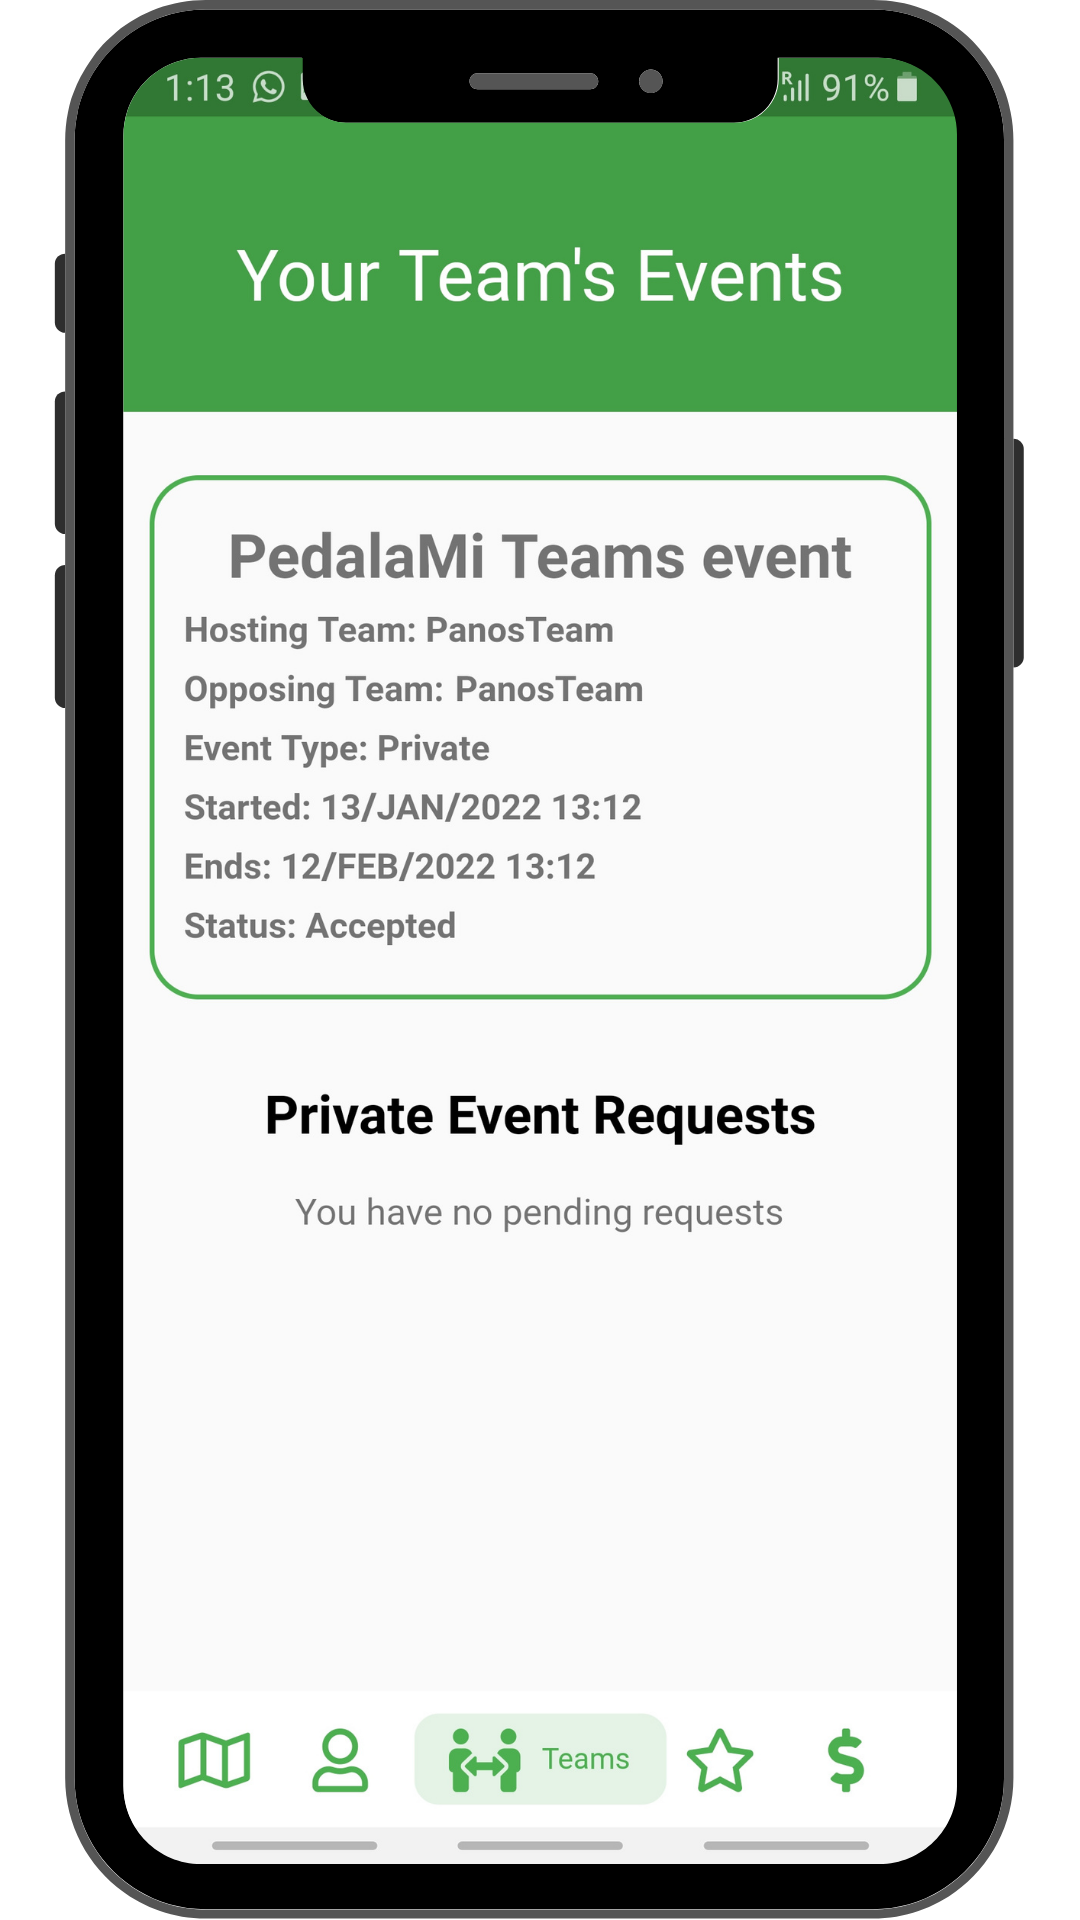 1:13 R 91%
Your Team's Events
PedalaMi Teams event
Hosting Team: PanosTeam
Opposing Team: PanosTeam
Event Type: Private
Started: 13/JAN/2022 13:12
Ends: 12/FEB/2022 13:12
Status: Accepted
Private Event Requests
You have no pending requests
Teams